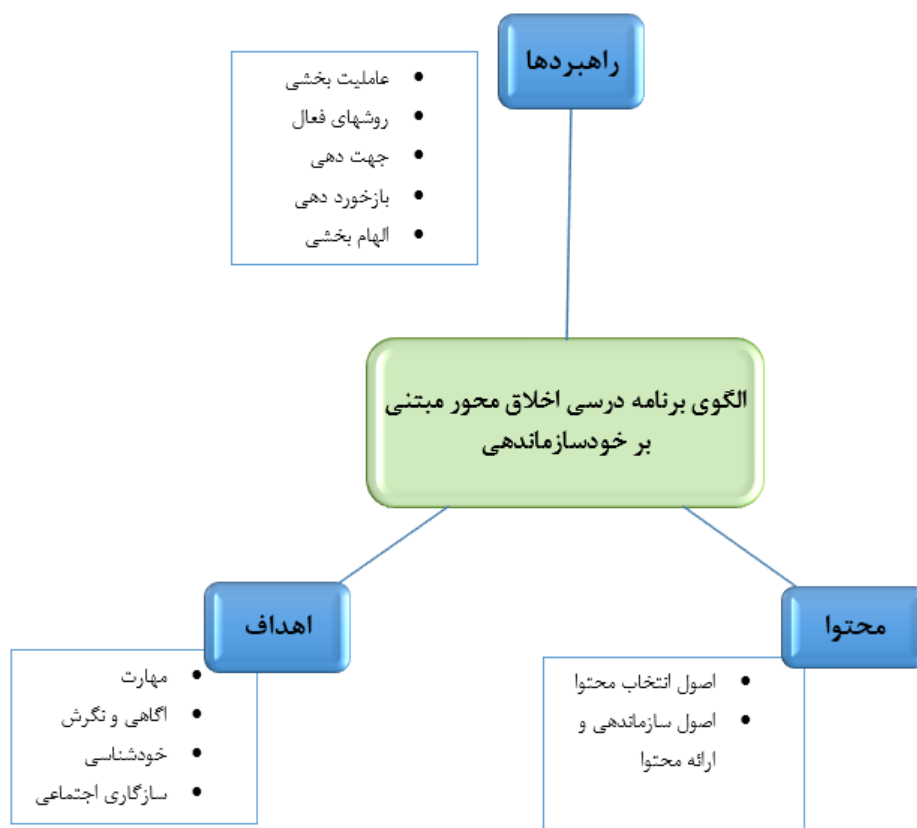 راهبردها
عاملیت بخشی
روشهای فعال
جهت دهی
بازخورد دهی
الهام بخشی
الگوی برنامه درسی اخلاق محور مبتنی
بر خودسازماندهی
محتوا
اصول انتخاب محتوا
اصول سازماندهی و
ارائه محتوا
اهداف
مهارت
اگاهی و نگرش
خودشناسی
سازگاری اجتماعی